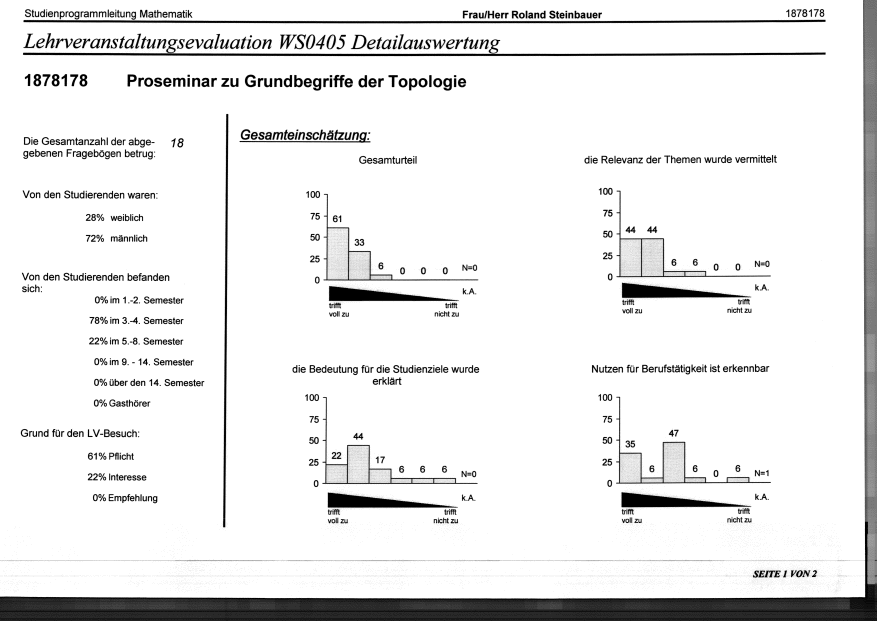 Studienprogrammleitung Mathematik Frau/Herr Roland Steinbauer 1878178
Lehrveranstaltungsevaluation WS0405 Detailauswertung
1878178 Proseminar zu Grundbegriffe der Topologie
Die Gesamtanzahl der abge- 18
gebenen Fragebögen betrug:
Von den Studierenden waren:
28% weiblich
72% männlich
Von den Studierenden befanden
sich:
0% im 1.-2. Semester
78% im 3.-4. Semester
22% im 5.-8. Semester
0% im 9. - 14. Semester
0% über den 14. Semester
0% Gasthörer
Grund für den LV-Besuch:
61% Pflicht
22% Interesse
0% Empfehlung
Gesamteinschätzung:
Gesamturteil
100
75
50
25
0
61 33 6 0 0 0 N=0
k.A.
trifft trifft
voll zu nicht zu
die Relevanz der Themen wurde vermittelt
100
75
50
25
0
44 44 6 6 0 0 N=0
k.A.
trifft trifft
voll zu nicht zu
die Bedeutung für die Studienziele wurde
erklärt
100
75
50
25
0
22 44 17 6 6 6 N=0
k.A.
trifft trifft
voll zu nicht zu
Nutzen für Berufstätigkeit ist erkennbar
100
75
50
25
0
35 6 47 6 0 6 N=1
k.A.
trifft trifft
voll zu nicht zu
SEITE 1 VON 2